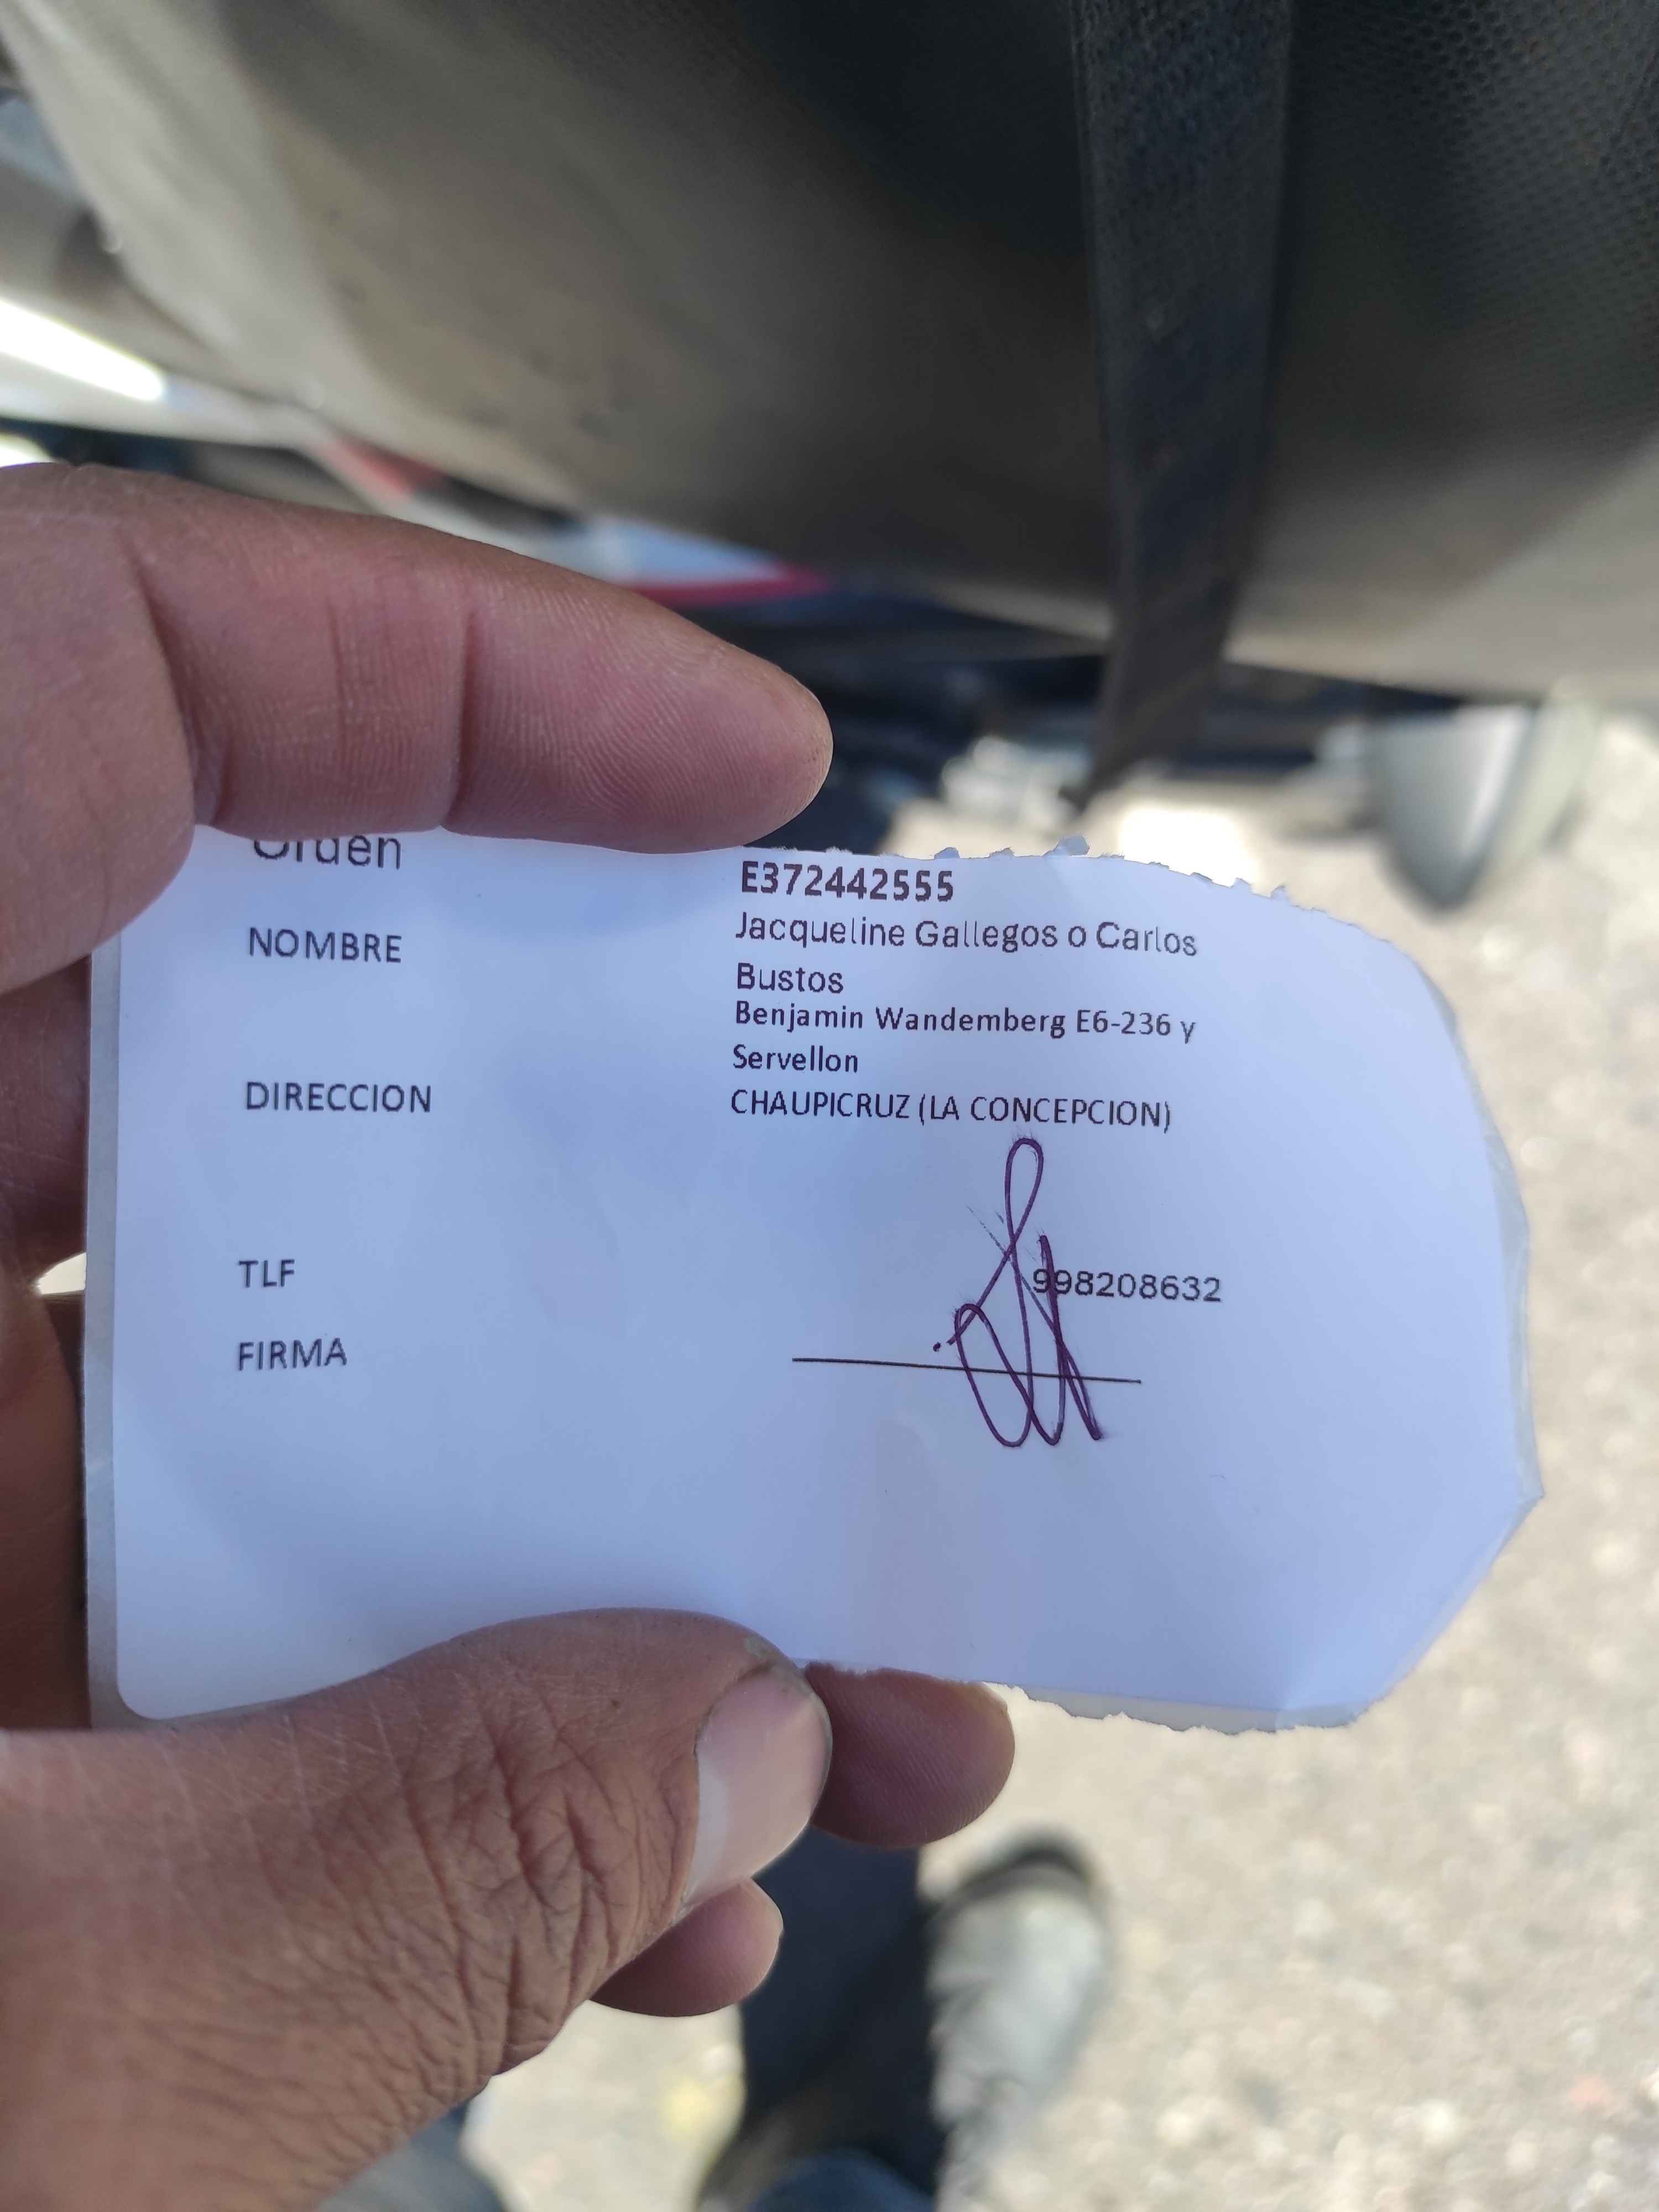 Orden E372442555
NOMBRE Jacqueline Gallegos o Carlos
Bustos
Benjamin Wandemberg E6-236 y
Servellon
DIRECCION CHAUPICRUZ (LA CONCEPCION)
TLF 998208632
FIRMA